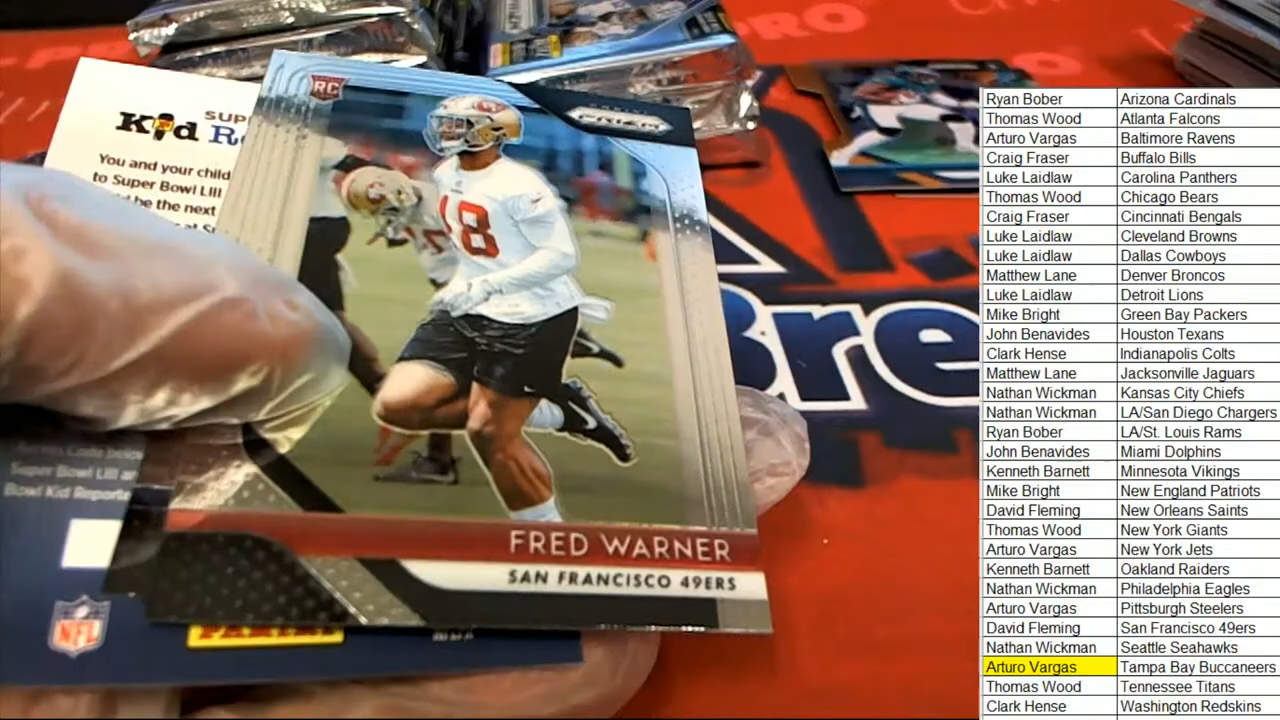 PRO
SUP
Kid Re
You and your child
to Super Bowl LIII
ld be the next
RC
PRIZM
48
Bre
FRED WARNER
SAN FRANCISCO 49ERS
Super Bowl LIII an
Bowl Kid Reporte
NFL
PANINI
Ryan Bober Arizona Cardinals
Thomas Wood Atlanta Falcons
Arturo Vargas Baltimore Ravens
Craig Fraser Buffalo Bills
Luke Laidlaw Carolina Panthers
Thomas Wood Chicago Bears
Craig Fraser Cincinnati Bengals
Luke Laidlaw Cleveland Browns
Luke Laidlaw Dallas Cowboys
Matthew Lane Denver Broncos
Luke Laidlaw Detroit Lions
Mike Bright Green Bay Packers
John Benavides Houston Texans
Clark Hense Indianapolis Colts
Matthew Lane Jacksonville Jaguars
Nathan Wickman Kansas City Chiefs
Nathan Wickman LA/San Diego Chargers
Ryan Bober LA/St. Louis Rams
John Benavides Miami Dolphins
Kenneth Barnett Minnesota Vikings
Mike Bright New England Patriots
David Fleming New Orleans Saints
Thomas Wood New York Giants
Arturo Vargas New York Jets
Kenneth Barnett Oakland Raiders
Nathan Wickman Philadelphia Eagles
Arturo Vargas Pittsburgh Steelers
David Fleming San Francisco 49ers
Nathan Wickman Seattle Seahawks
Arturo Vargas Tampa Bay Buccaneers
Thomas Wood Tennessee Titans
Clark Hense Washington Redskins